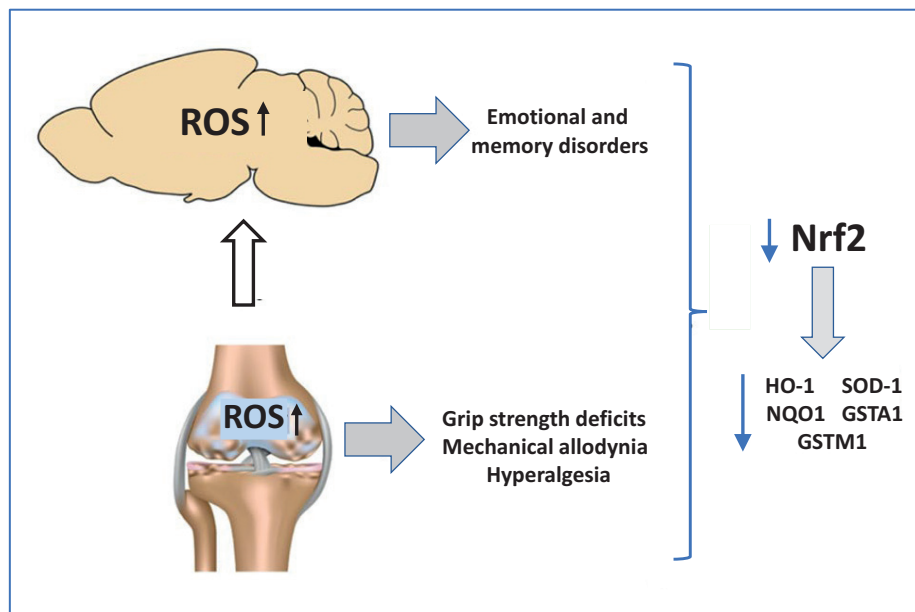 ROS
Emotional and
memory disorders
Nrf2
HO-1 SOD-1
NQO1 GSTA1
GSTM1
ROS
Grip strength deficits
Mechanical allodynia
Hyperalgesia